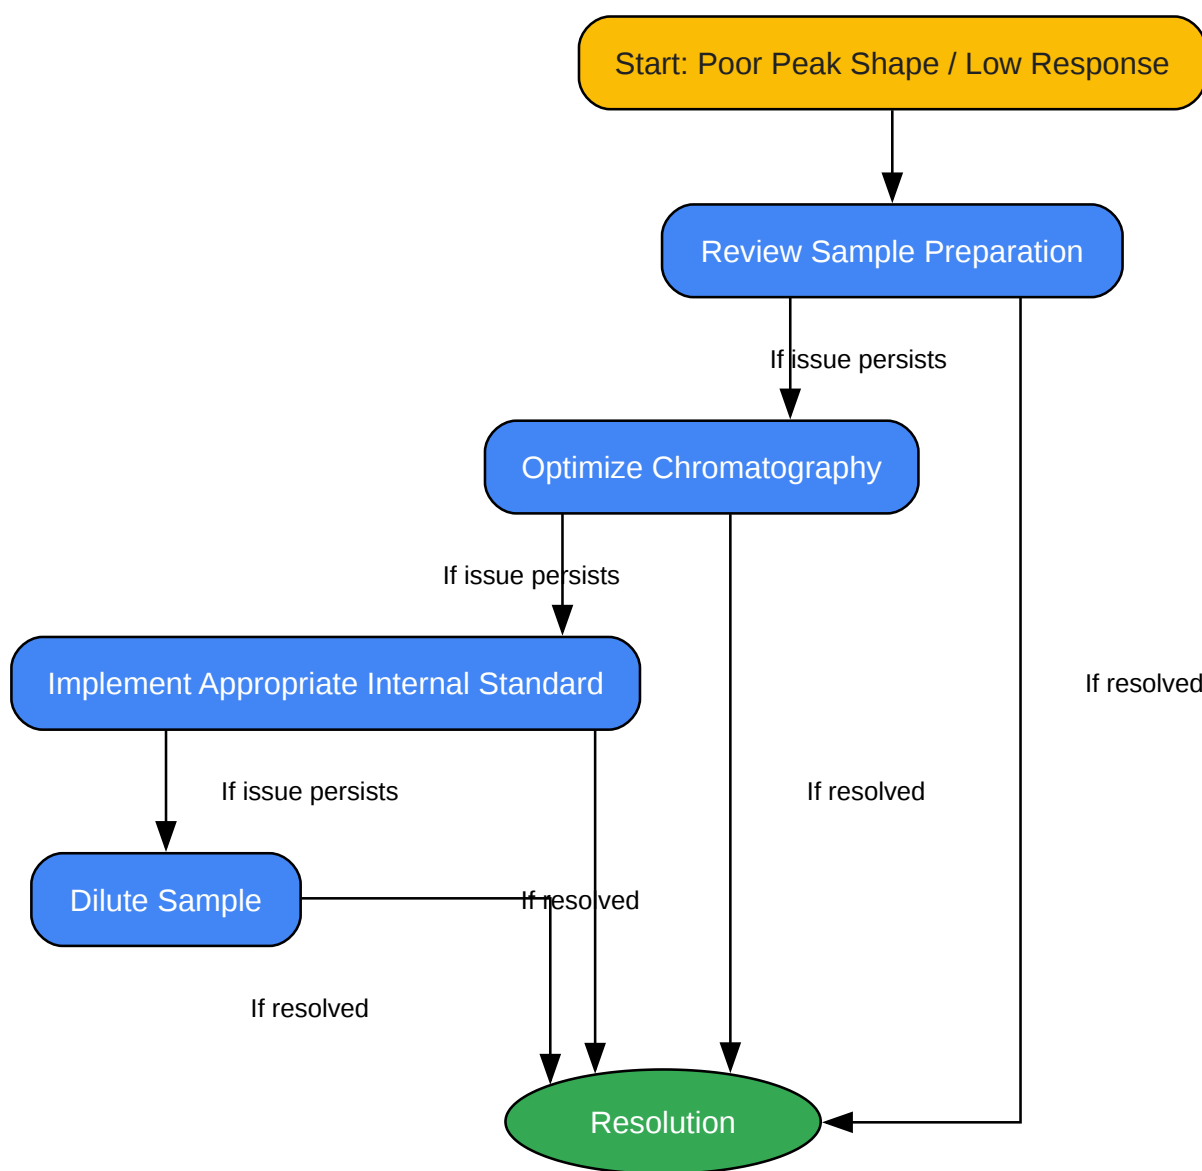 Start: Poor Peak Shape / Low Response
Review Sample Preparation
If issue persists
Optimize Chromatography
If issue persists
Implement Appropriate Internal Standard
If resolved
If issue persists
If resolved
Dilute Sample
If resolved
If resolved
Resolution